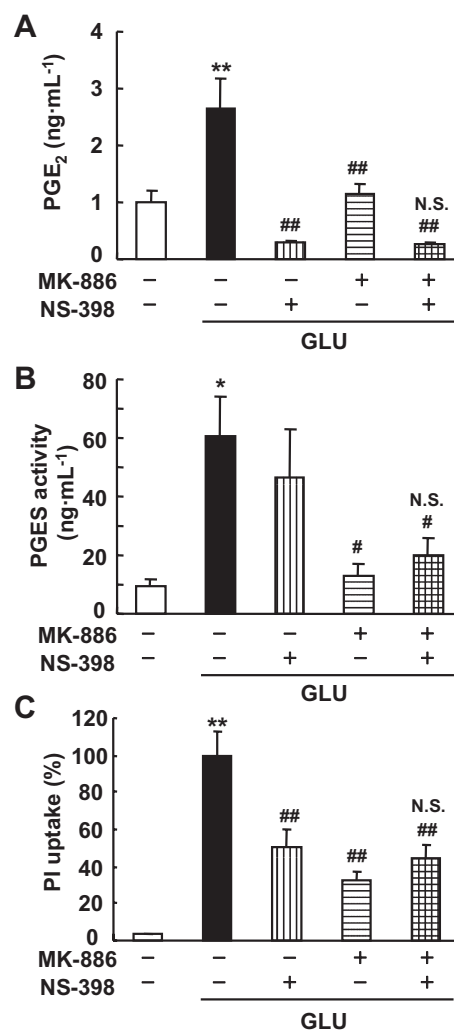 A
PGE₂ (ng·mL⁻¹)
4
3
2
1
0
**
##
##
N.S.
##
MK-886 − − − + +
NS-398 − − + − +
GLU
B
PGES activity
(ng·mL⁻¹)
80
60
40
20
0
*
#
N.S.
#
MK-886 − − − + +
NS-398 − − + − +
GLU
C
PI uptake (%)
120
100
80
60
40
20
0
**
##
##
N.S.
##
MK-886 − − − + +
NS-398 − − + − +
GLU